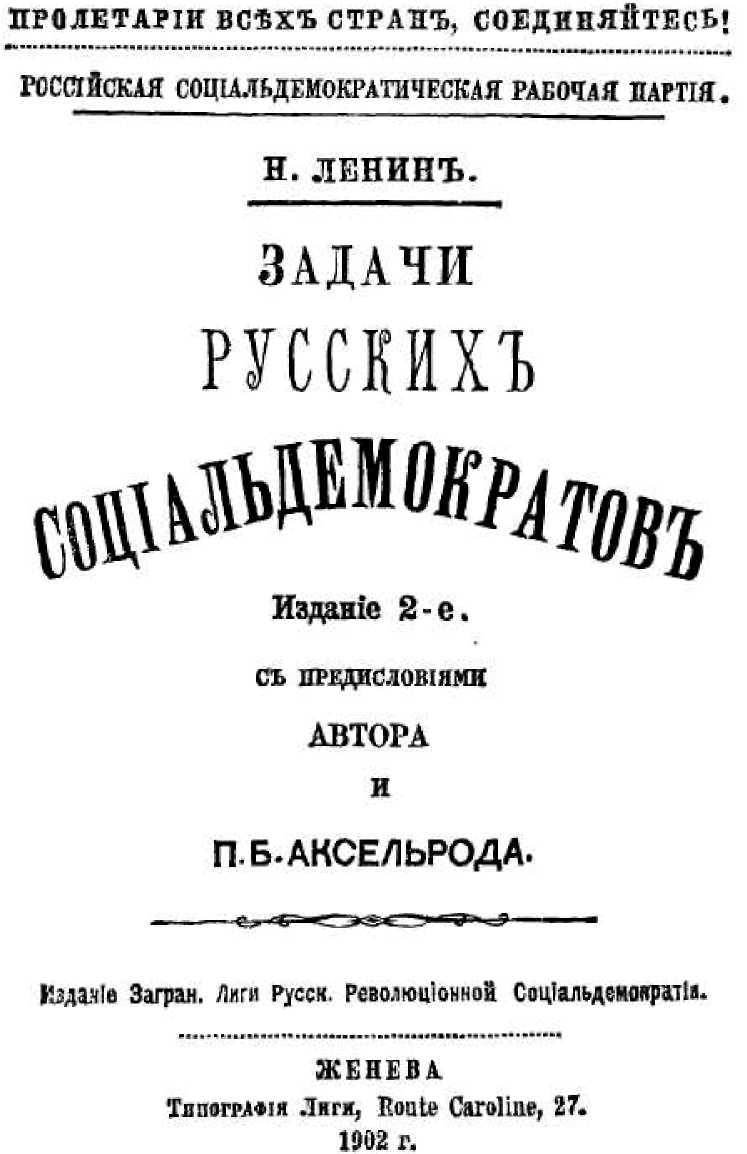 ПРОЛЕТАРІИ ВСѢХЪ СТРАНЪ, СОЕДИНЯЙТЕСЬ!
РОССІЙСКАЯ СОЦІАЛЬДЕМОКРАТИЧЕСКАЯ РАБОЧАЯ ПАРТІЯ.
Н. ЛЕНИНЪ.
ЗАДАЧИ
РУССКИХЪ
СОЦІАЛЬДЕМОКРАТОВЪ
Изданіе 2-е.
СЪ ПРЕДИСЛОВІЯМИ
АВТОРА
И
П.Б.АКСЕЛЬРОДА.
Изданіе Загран. Лиги Русск. Революціонной Соціальдемократіи.
ЖЕНЕВА
Типографія Лиги, Route Caroline, 27.
1902 г.